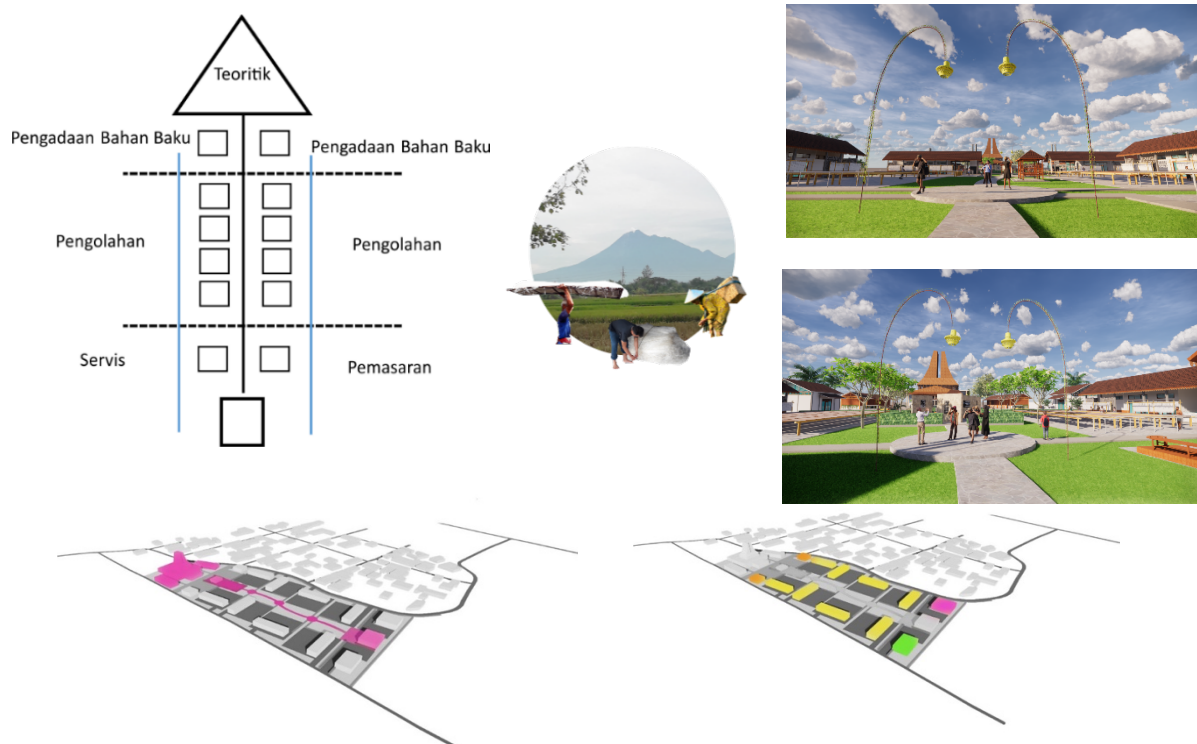 Teoritik
Pengadaan Bahan Baku
Pengadaan Bahan Baku
Pengolahan
Pengolahan
Servis
Pemasaran